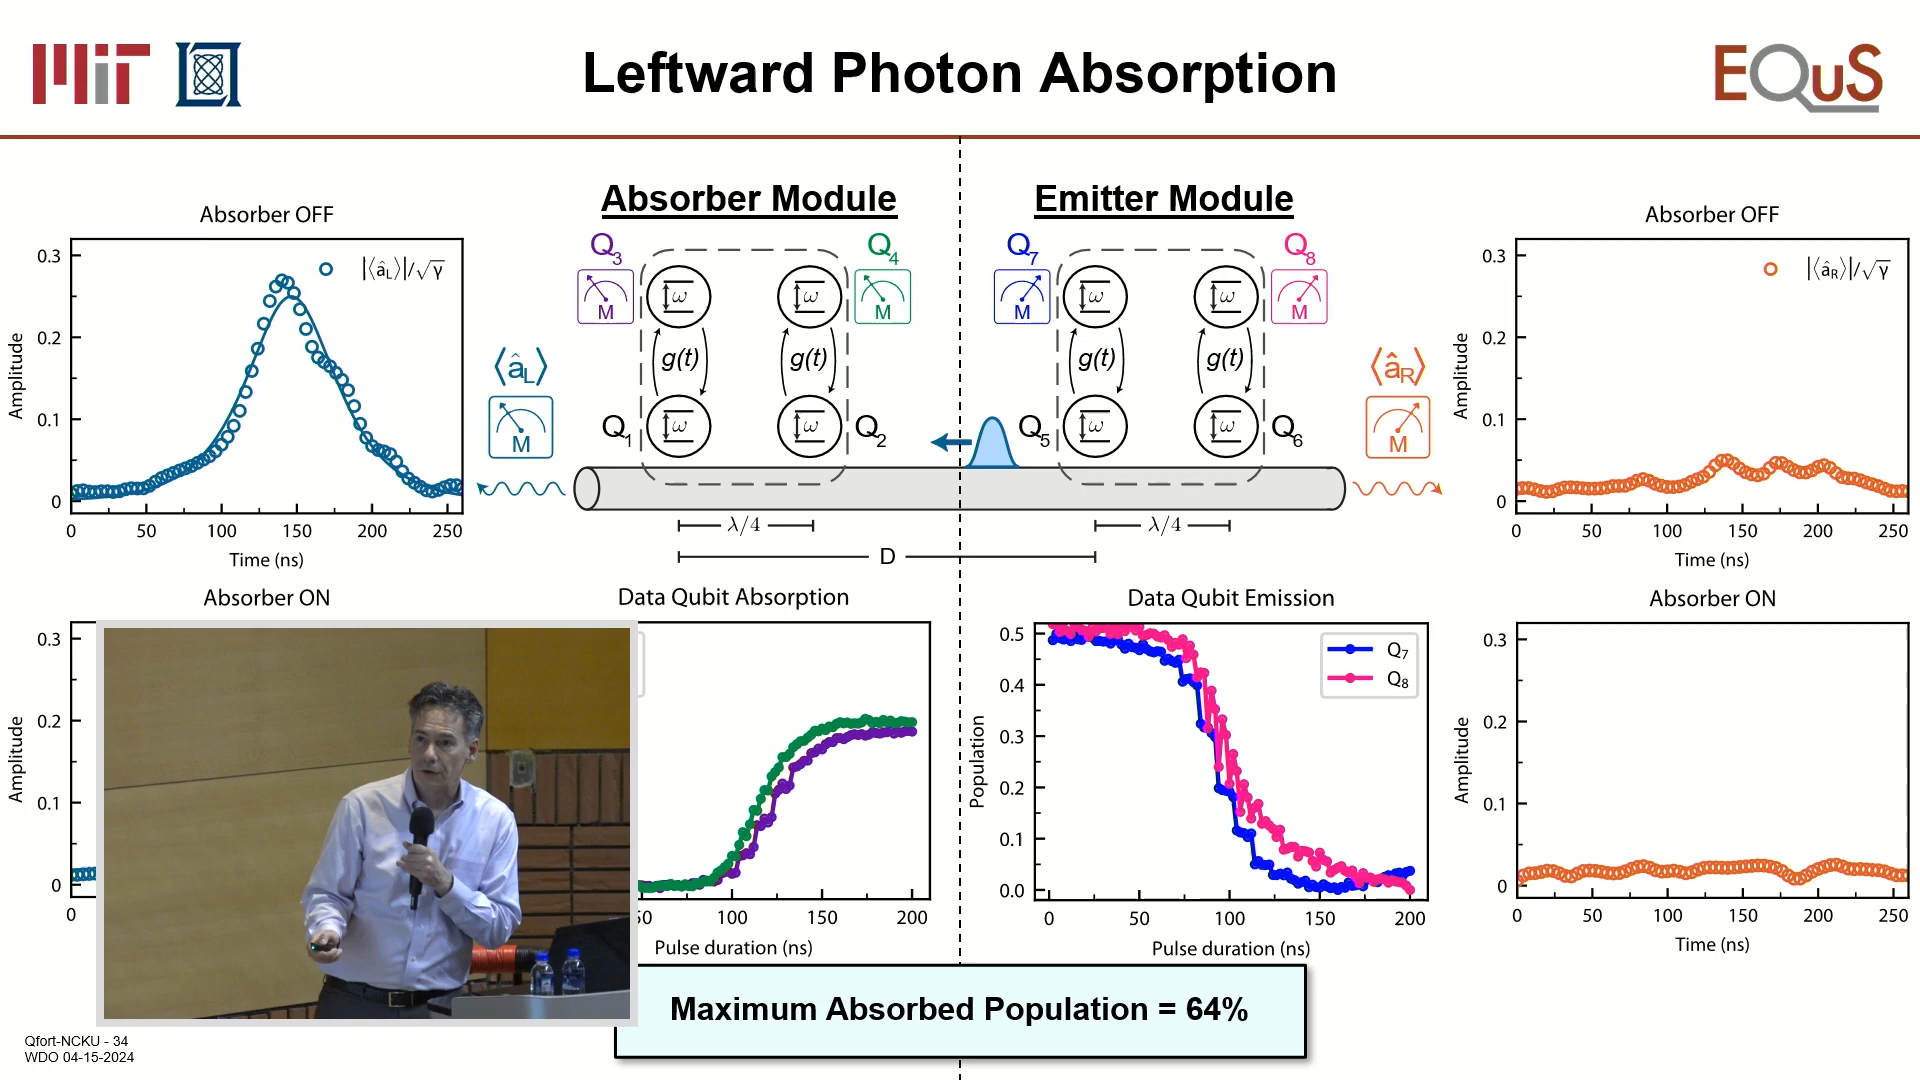 MIT
Leftward Photon Absorption
EQuS
Absorber Module
Emitter Module
Absorber OFF
0.3
0.2
0.1
0
Amplitude
|⟨âL⟩|/√γ
0 50 100 150 200 250
Time (ns)
Q3
Q4
Q7
Q8
M
M
M
M
ω
ω
ω
ω
g(t)
g(t)
g(t)
g(t)
⟨âL⟩
M
⟨âR⟩
M
Q1
ω
ω
Q2
Q5
ω
ω
Q6
λ/4
λ/4
D
Absorber OFF
0.3
0.2
0.1
0
Amplitude
|⟨âR⟩|/√γ
0 50 100 150 200 250
Time (ns)
Absorber ON
0.3
0.2
0.1
0
Amplitude
0
Data Qubit Absorption
100 150 200
Pulse duration (ns)
Data Qubit Emission
0.5
0.4
0.3
0.2
0.1
0.0
Population
Q7
Q8
0 50 100 150 200
Pulse duration (ns)
Absorber ON
0.3
0.2
0.1
0
Amplitude
0 50 100 150 200 250
Time (ns)
Maximum Absorbed Population = 64%
Qfort-NCKU - 34
WDO 04-15-2024